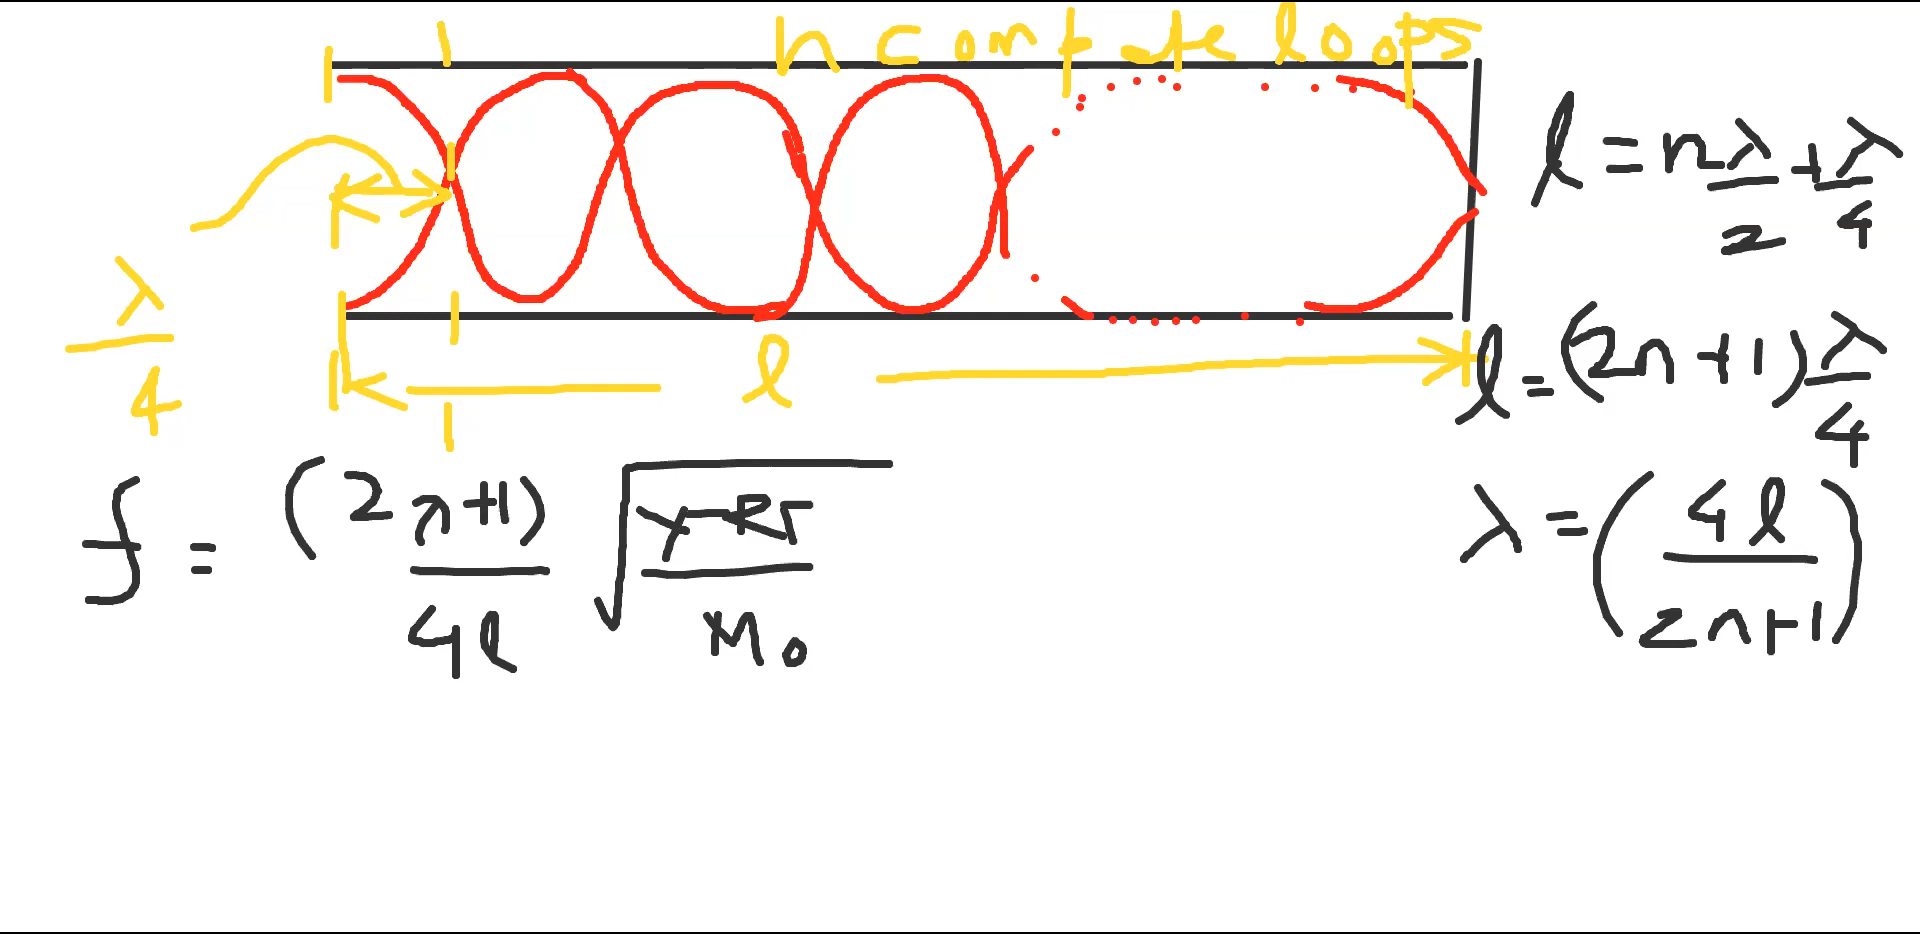 n complete loops
l = nλ/2 + λ/4
λ/4
l
l = (2n+1) λ/4
f = (2n+1)/4l √(γRT/M₀)
λ = (4l/2n+1)